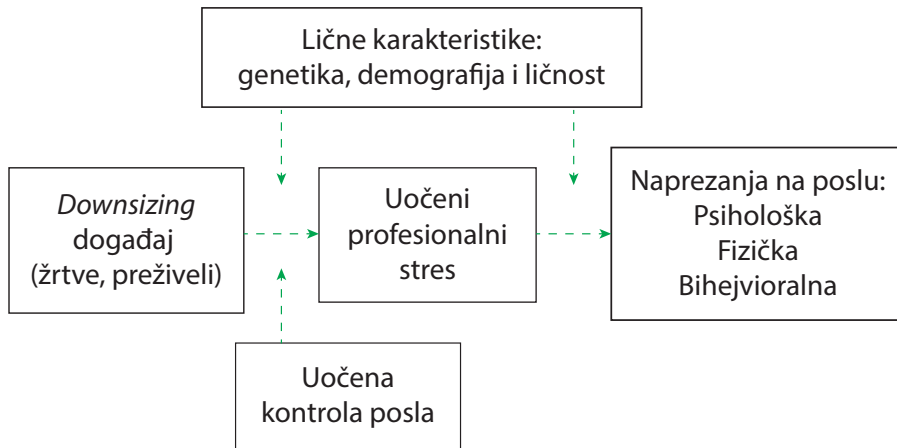 Lične karakteristike:
genetika, demografija i ličnost
Downsizing
događaj
(žrtve, preživeli)
Uočeni
profesionalni
stres
Naprezanja na poslu:
Psihološka
Fizička
Bihejvioralna
Uočena
kontrola posla